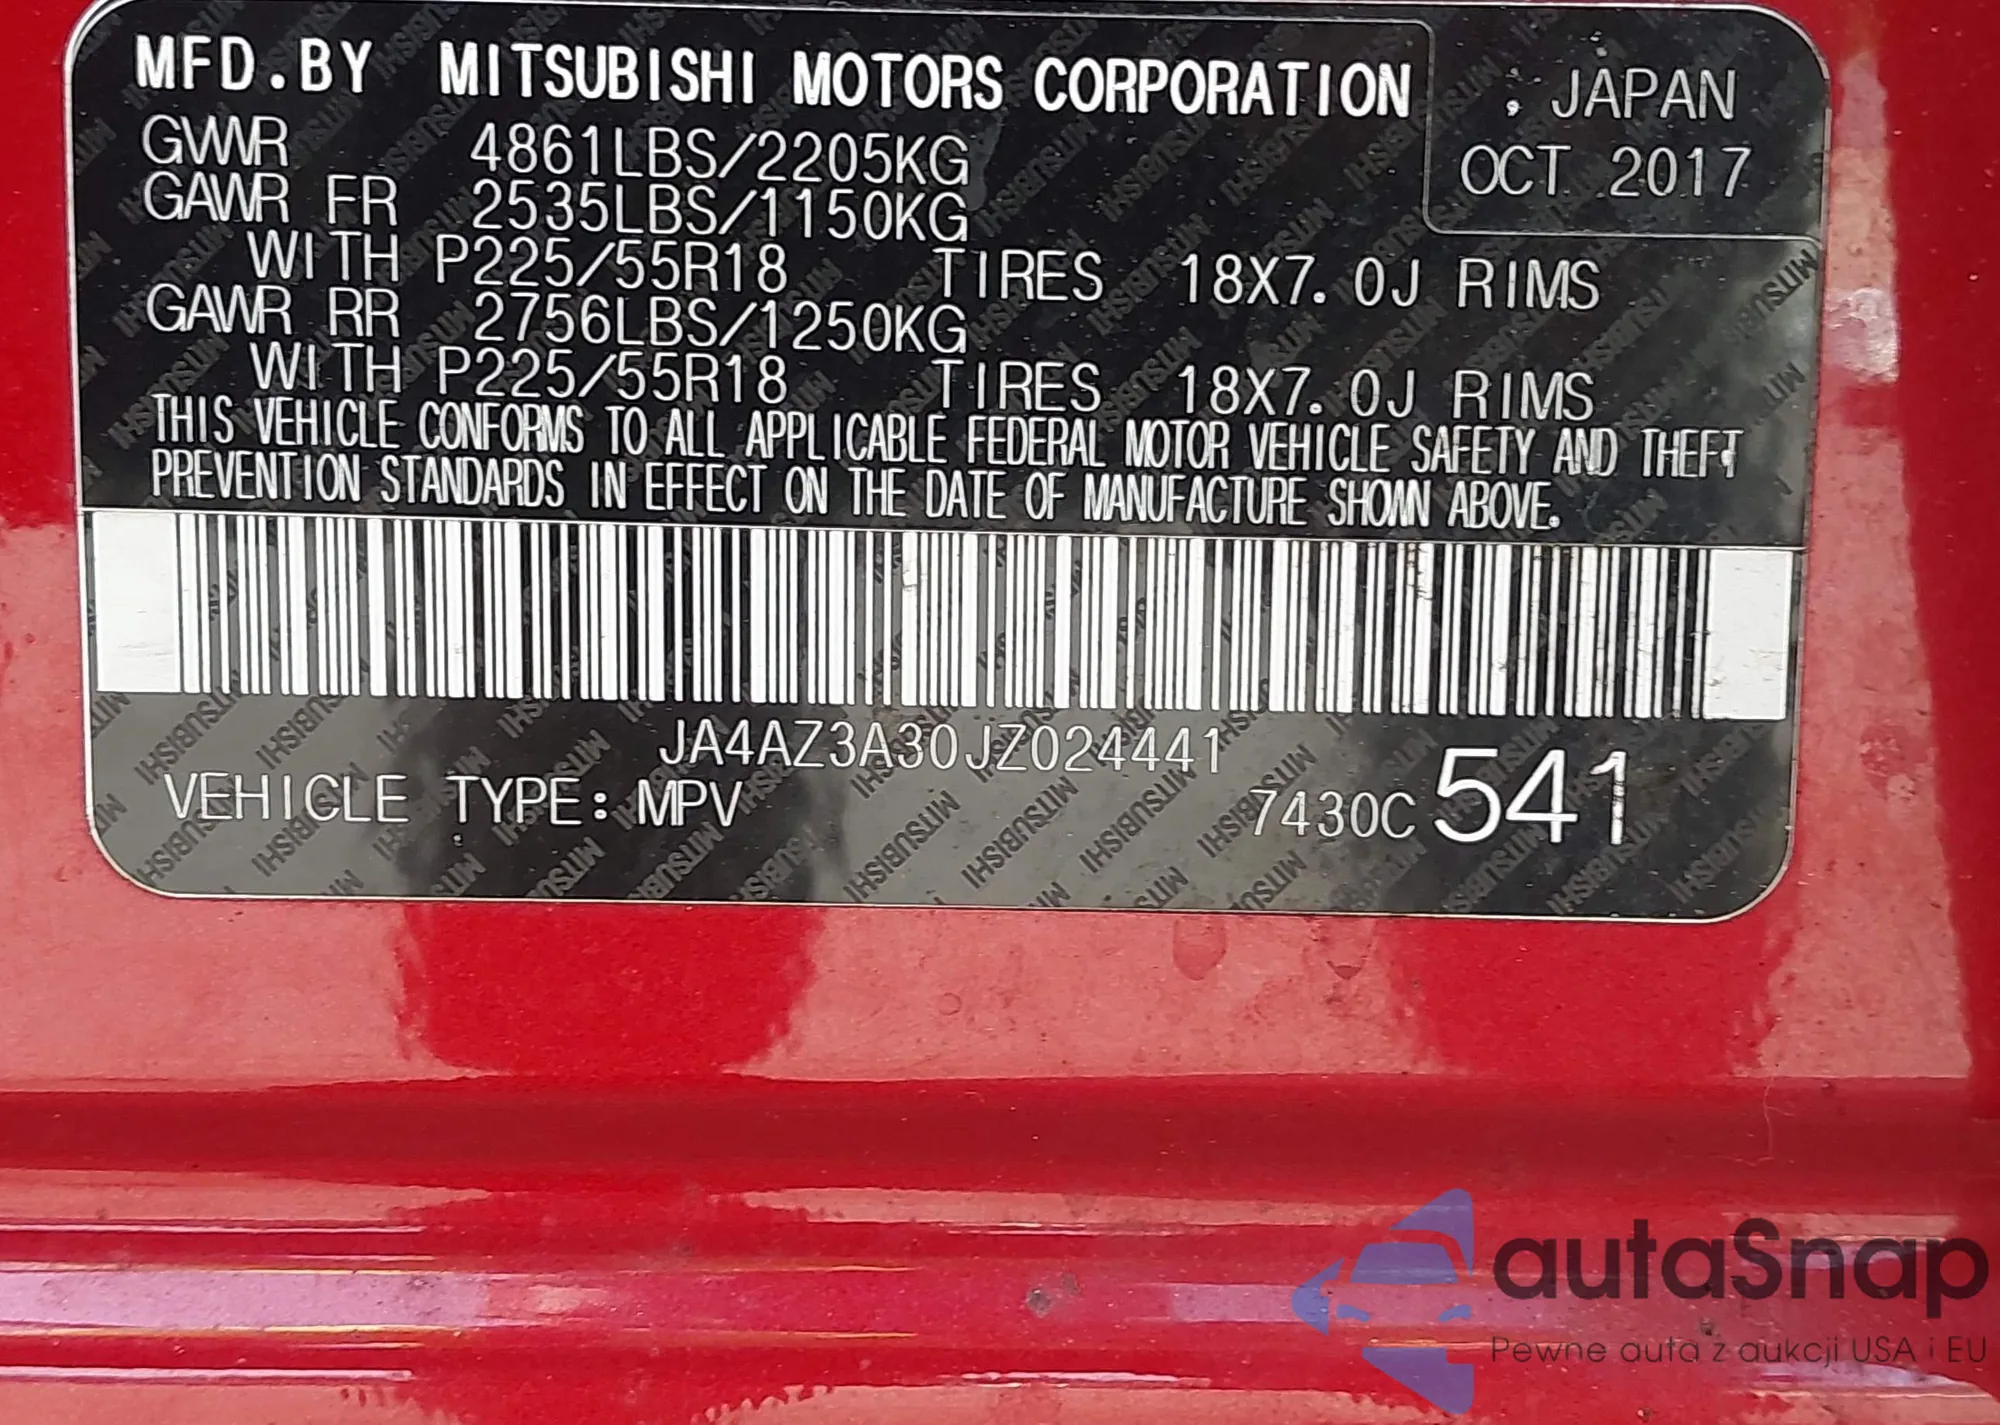 MFD.BY MITSUBISHI MOTORS CORPORATION : JAPAN
OCT 2017
GVWR 4861LBS/2205KG
GAWR FR 2535LBS/1150KG
WITH P225/55R18 TIRES 18X7.0J RIMS
GAWR RR 2756LBS/1250KG
WITH P225/55R18 TIRES 18X7.0J RIMS
THIS VEHICLE CONFORMS TO ALL APPLICABLE FEDERAL MOTOR VEHICLE SAFETY AND THEFT
PREVENTION STANDARDS IN EFFECT ON THE DATE OF MANUFACTURE SHOWN ABOVE.
JA4AZ3A30JZ024441
VEHICLE TYPE: MPV 7430C 541
autaSnap
Pewne auta z aukcji USA i EU